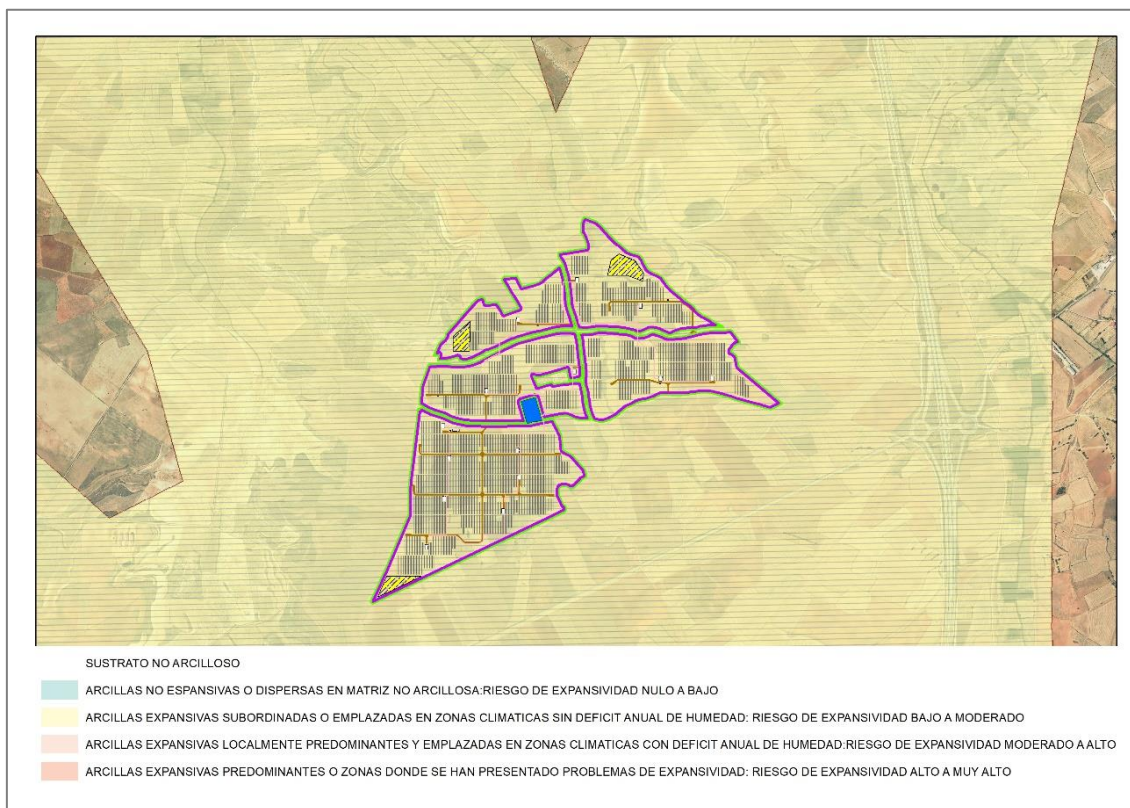 SUSTRATO NO ARCILLOSO
ARCILLAS NO ESPANSIVAS O DISPERSAS EN MATRIZ NO ARCILLOSA:RIESGO DE EXPANSIVIDAD NULO A BAJO
ARCILLAS EXPANSIVAS SUBORDINADAS O EMPLAZADAS EN ZONAS CLIMATICAS SIN DEFICIT ANUAL DE HUMEDAD: RIESGO DE EXPANSIVIDAD BAJO A MODERADO
ARCILLAS EXPANSIVAS LOCALMENTE PREDOMINANTES Y EMPLAZADAS EN ZONAS CLIMATICAS CON DEFICIT ANUAL DE HUMEDAD:RIESGO DE EXPANSIVIDAD MODERADO A ALTO
ARCILLAS EXPANSIVAS PREDOMINANTES O ZONAS DONDE SE HAN PRESENTADO PROBLEMAS DE EXPANSIVIDAD: RIESGO DE EXPANSIVIDAD ALTO A MUY ALTO